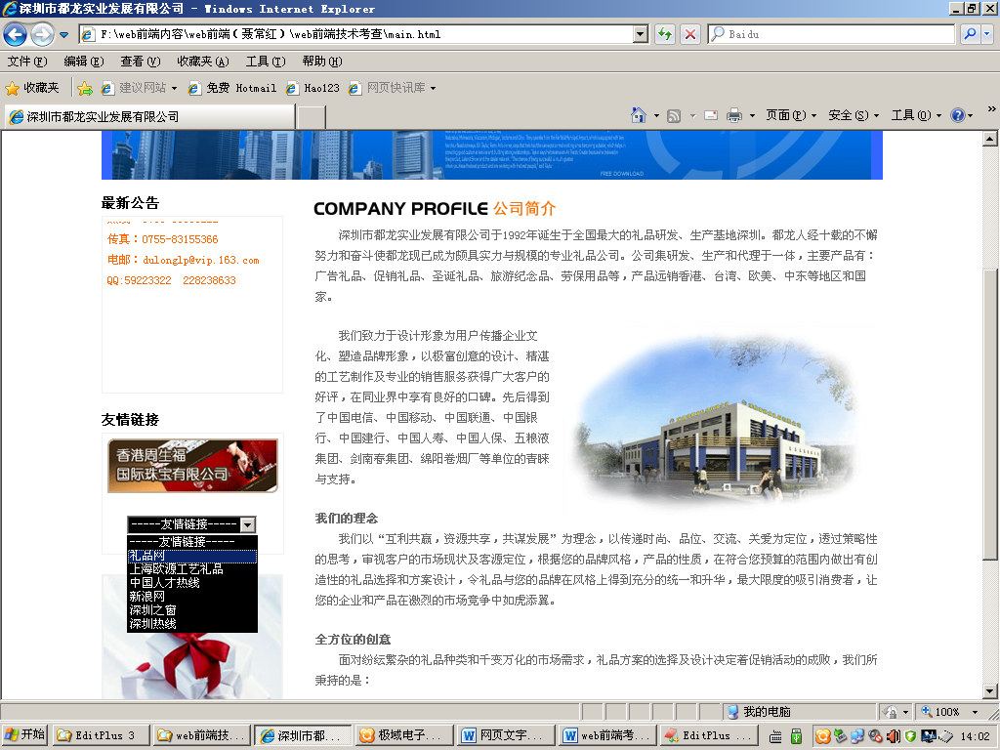 深圳市都龙实业发展有限公司 - Windows Internet Explorer
F:\web前端内容\web前端(聂常红)\web前端技术考查\main.html
Baidu
文件(F) 编辑(E) 查看(V) 收藏夹(A) 工具(T) 帮助(H)
收藏夹 建议网站 免费 Hotmail Hao123 网页快讯库
深圳市都龙实业发展有限公司
页面(P) 安全(S) 工具(O) »
FREE DOWNLOAD
最新公告
传真:0755-83155366
电邮:dulonglp@vip.163.com
QQ:59223322 228238633
友情链接
香港周生福
国际珠宝有限公司
-----友情链接-----
-----友情链接-----
礼品网
上海欧源工艺礼品
中国人才热线
新浪网
深圳之窗
深圳热线
COMPANY PROFILE 公司简介
深圳市都龙实业发展有限公司于1992年诞生于全国最大的礼品研发、生产基地深圳。都龙人经十载的不懈
努力和奋斗使都龙现已成为颇具实力与规模的专业礼品公司。公司集研发、生产和代理于一体,主要产品有:
广告礼品、促销礼品、圣诞礼品、旅游纪念品、劳保用品等,产品远销香港、台湾、欧美、中东等地区和国
家。
我们致力于设计形象为用户传播企业文
化、塑造品牌形象,以极富创意的设计、精湛
的工艺制作及专业的销售服务获得广大客户的
好评,在同业界中享有良好的口碑。先后得到
了中国电信、中国移动、中国联通、中国银
行、中国建行、中国人寿、中国人保、五粮液
集团、剑南春集团、绵阳卷烟厂等单位的青睐
与支持。
我们的理念
我们以“互利共赢,资源共享,共谋发展”为理念,以传递时尚、品位、交流、关爱为定位,透过策略性
的思考,审视客户的市场现状及客源定位,根据您的品牌风格,产品的性质,在符合您预算的范围内做出有创
造性的礼品选择和方案设计,令礼品与您的品牌在风格上得到充分的统一和升华,最大限度的吸引消费者,让
您的企业和产品在激烈的市场竞争中如虎添翼。
全方位的创意
面对纷纭繁杂的礼品种类和千变万化的市场需求,礼品方案的选择及设计决定着促销活动的成败,我们所
秉持的是:
我的电脑 100%
开始 EditPlus 3 web前端技... 深圳市都... 极域电子... 网页文字... web前端考... EditPlus ... 14:02